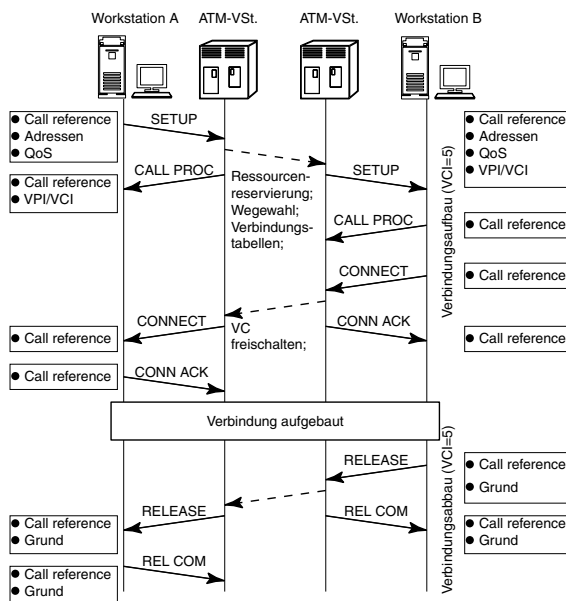 Workstation A
ATM-VSt.
ATM-VSt.
Workstation B
● Call reference
● Adressen
● QoS
SETUP
● Call reference
● Adressen
● QoS
● VPI/VCI
CALL PROC
● Call reference
● VPI/VCI
Ressourcen-
reservierung;
Wegewahl;
Verbindungs-
tabellen;
SETUP
CALL PROC
● Call reference
CONNECT
● Call reference
Verbindungsaufbau (VCI=5)
● Call reference
CONNECT
VC
freischalten;
CONN ACK
● Call reference
● Call reference
CONN ACK
Verbindung aufgebaut
RELEASE
● Call reference
● Grund
Verbindungsabbau (VCI=5)
● Call reference
● Grund
RELEASE
REL COM
● Call reference
● Grund
● Call reference
● Grund
REL COM